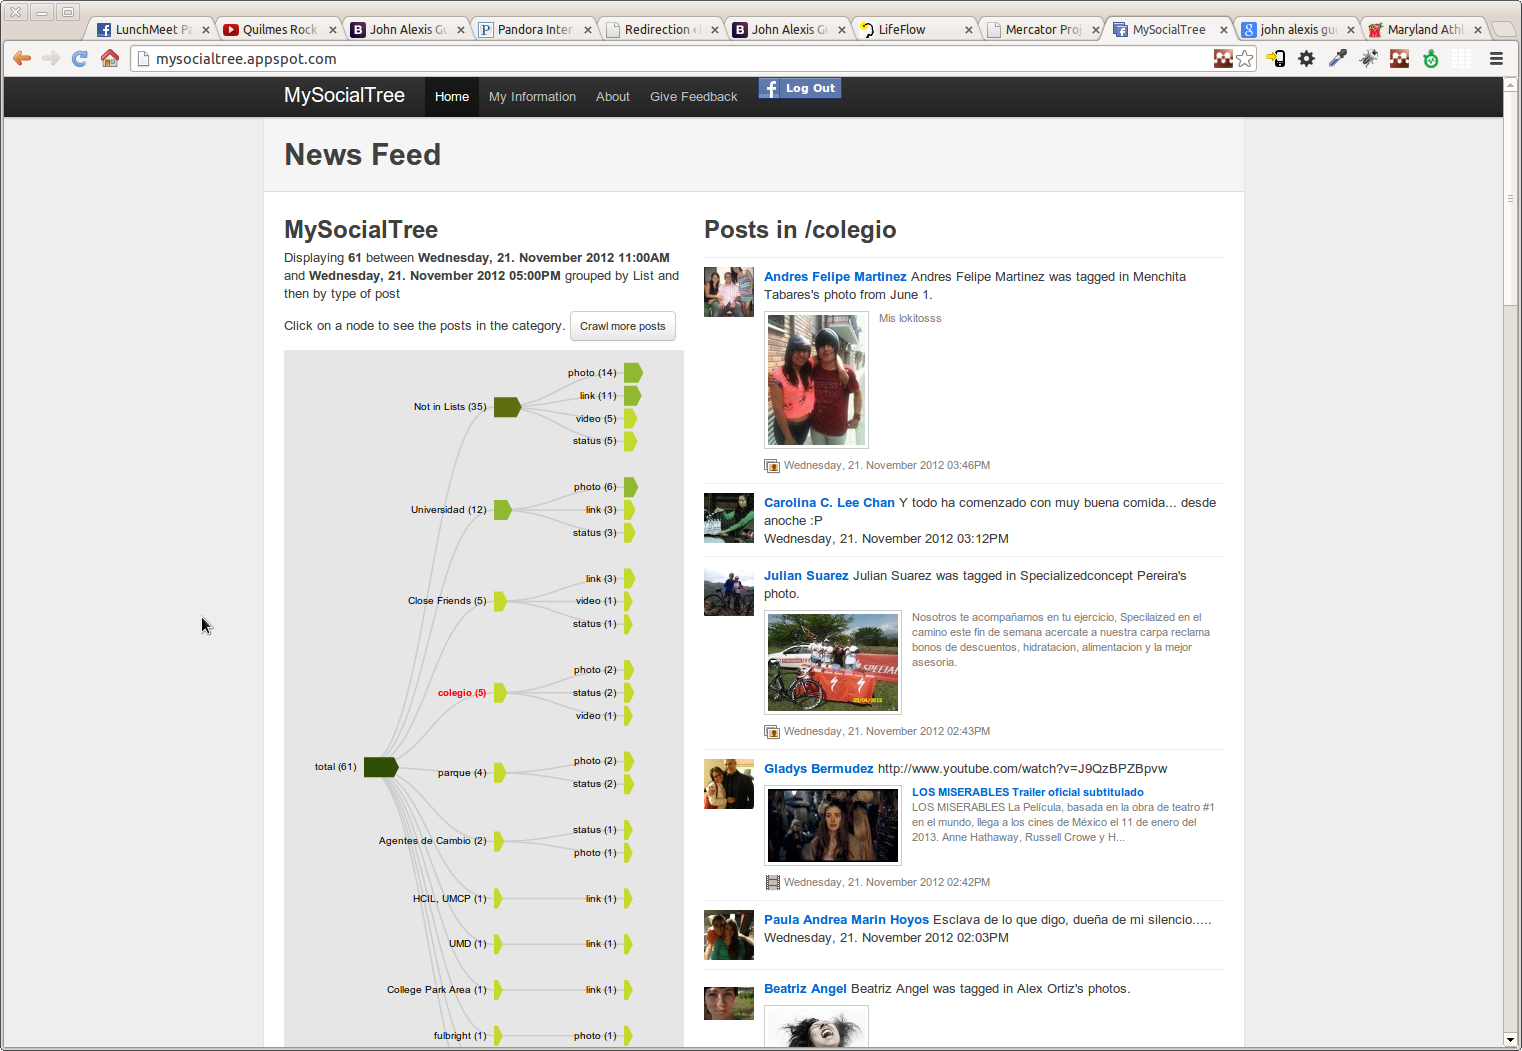 LunchMeet Pa
Quilmes Rock
John Alexis Gu
Pandora Inter
Redirection
John Alexis Gu
LifeFlow
Mercator Proj
MySocialTree
john alexis gu
Maryland Athl
mysocialtree.appspot.com
MySocialTree
Home
My Information
About
Give Feedback
Log Out
News Feed
MySocialTree
Displaying 61 between Wednesday, 21. November 2012 11:00AM
and Wednesday, 21. November 2012 05:00PM grouped by List and
then by type of post
Click on a node to see the posts in the category.
Crawl more posts
photo (14)
link (11)
Not in Lists (35)
video (5)
status (5)
photo (6)
Universidad (12)
link (3)
status (3)
link (3)
Close Friends (5)
video (1)
status (1)
photo (2)
colegio (5)
status (2)
video (1)
total (61)
photo (2)
parque (4)
status (2)
status (1)
Agentes de Cambio (2)
photo (1)
HCIL, UMCP (1)
link (1)
UMD (1)
link (1)
College Park Area (1)
link (1)
fulbright (1)
photo (1)
Posts in /colegio
Andres Felipe Martinez Andres Felipe Martinez was tagged in Menchita
Tabares's photo from June 1.
Mis lokitosss
Wednesday, 21. November 2012 03:46PM
Carolina C. Lee Chan Y todo ha comenzado con muy buena comida... desde
anoche :P
Wednesday, 21. November 2012 03:12PM
Julian Suarez Julian Suarez was tagged in Specializedconcept Pereira's
photo.
Nosotros te acompañamos en tu ejercicio, Specilaized en el
camino este fin de semana acercate a nuestra carpa reclama
bonos de descuentos, hidratacion, alimentacion y la mejor
asesoria.
Wednesday, 21. November 2012 02:43PM
Gladys Bermudez http://www.youtube.com/watch?v=J9QzBPZBpvw
LOS MISERABLES Trailer oficial subtitulado
LOS MISERABLES La Película, basada en la obra de teatro #1
en el mundo, llega a los cines de México el 11 de enero del
2013. Anne Hathaway, Russell Crowe y H...
Wednesday, 21. November 2012 02:42PM
Paula Andrea Marin Hoyos Esclava de lo que digo, dueña de mi silencio.....
Wednesday, 21. November 2012 02:03PM
Beatriz Angel Beatriz Angel was tagged in Alex Ortiz's photos.